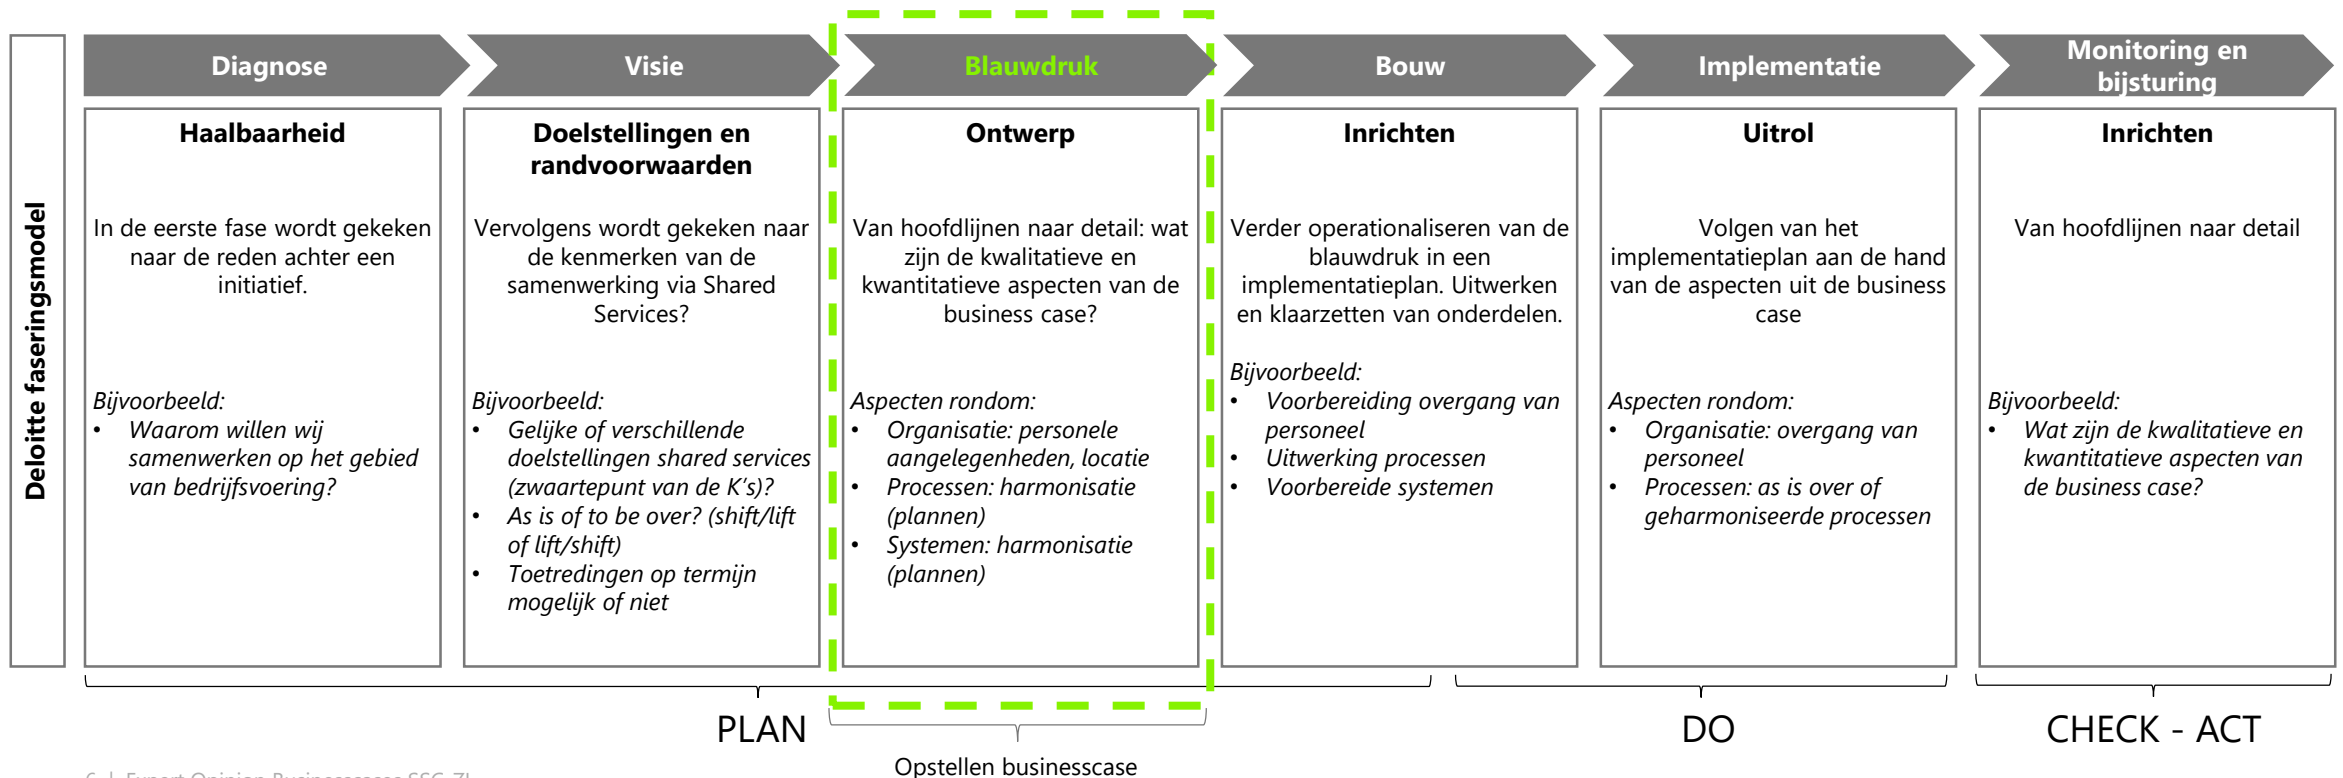 Deloitte faseringsmodel
Diagnose
Haalbaarheid
In de eerste fase wordt gekeken
naar de reden achter een
initiatief.
Bijvoorbeeld:
• Waarom willen wij
samenwerken op het gebied
van bedrijfsvoering?
Visie
Doelstellingen en
randvoorwaarden
Vervolgens wordt gekeken naar
de kenmerken van de
samenwerking via Shared
Services?
Bijvoorbeeld:
• Gelijke of verschillende
doelstellingen shared services
(zwaartepunt van de K's)?
• As is of to be over? (shift/lift
of lift/shift)
• Toetredingen op termijn
mogelijk of niet
Blauwdruk
Ontwerp
Van hoofdlijnen naar detail: wat
zijn de kwalitatieve en
kwantitatieve aspecten van de
business case?
Aspecten rondom:
• Organisatie: personele
aangelegenheden, locatie
• Processen: harmonisatie
(plannen)
• Systemen: harmonisatie
(plannen)
Bouw
Inrichten
Verder operationaliseren van de
blauwdruk in een
implementatieplan. Uitwerken
en klaarzetten van onderdelen.
Bijvoorbeeld:
• Voorbereiding overgang van
personeel
• Uitwerking processen
• Voorbereide systemen
Implementatie
Uitrol
Volgen van het
implementatieplan aan de hand
van de aspecten uit de business
case
Aspecten rondom:
• Organisatie: overgang van
personeel
• Processen: as is over of
geharmoniseerde processen
Monitoring en
bijsturing
Inrichten
Van hoofdlijnen naar detail
Bijvoorbeeld:
• Wat zijn de kwalitatieve en
kwantitatieve aspecten van
de business case?
PLAN
DO
CHECK - ACT
Opstellen businesscase
6 | Expert Opinion Businesscases SSC-ZL